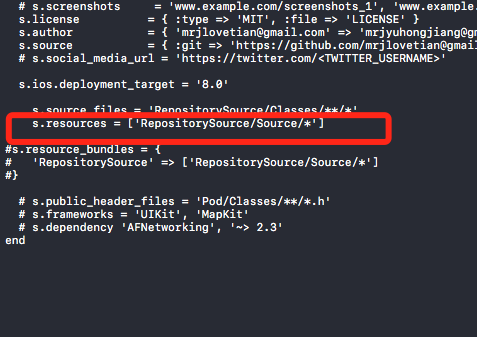 # s.screenshots     = 'www.example.com/screenshots_1', 'www.example.
s.license          = { :type => 'MIT', :file => 'LICENSE' }
s.author           = { 'mrjlovetian@gmail.com' => 'mrjyuhongjiang@gm
s.source           = { :git => 'https://github.com/mrjlovetian@gmail
# s.social_media_url = 'https://twitter.com/<TWITTER_USERNAME>'
s.ios.deployment_target = '8.0'
s.source_files = 'RepositorySource/Classes/**/*'
s.resources = ['RepositorySource/Source/*']
#s.resource_bundles = {
#   'RepositorySource' => ['RepositorySource/Source/*']
#}
# s.public_header_files = 'Pod/Classes/**/*.h'
# s.frameworks = 'UIKit', 'MapKit'
# s.dependency 'AFNetworking', '~> 2.3'
end